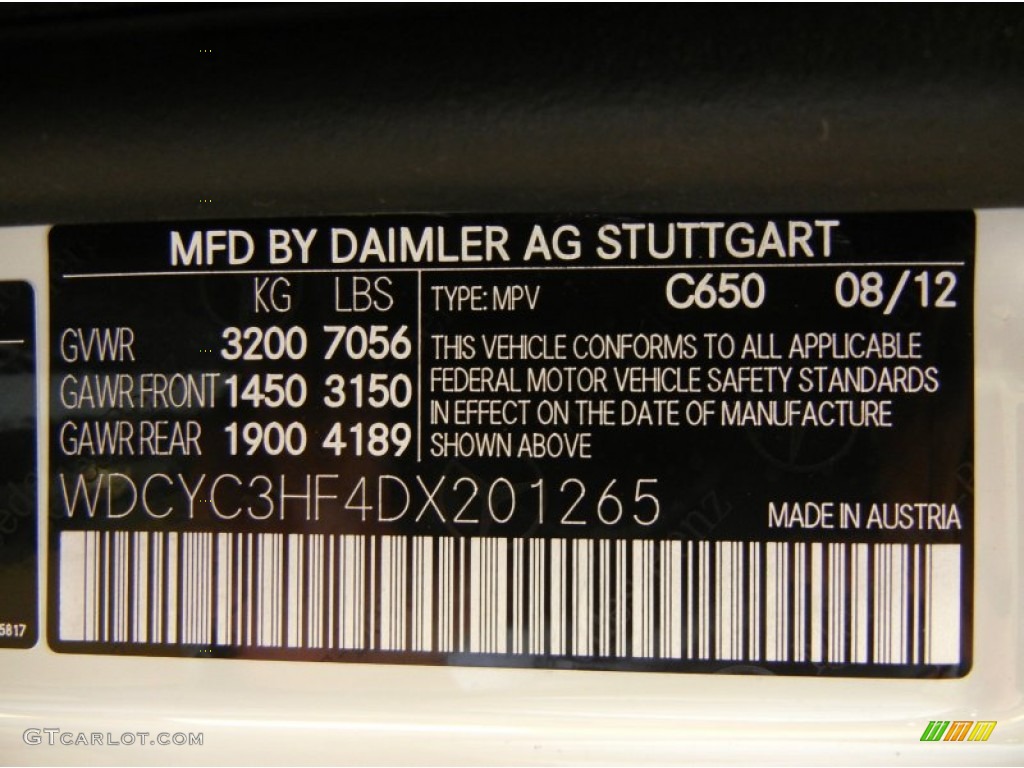 MFD BY DAIMLER AG STUTTGART
KG LBS
GVWR 3200 7056
GAWR FRONT 1450 3150
GAWR REAR 1900 4189
TYPE: MPV C650 08/12
THIS VEHICLE CONFORMS TO ALL APPLICABLE
FEDERAL MOTOR VEHICLE SAFETY STANDARDS
IN EFFECT ON THE DATE OF MANUFACTURE
SHOWN ABOVE
WDCYC3HF4DX201265
MADE IN AUSTRIA
5817
GTCARLOT.COM